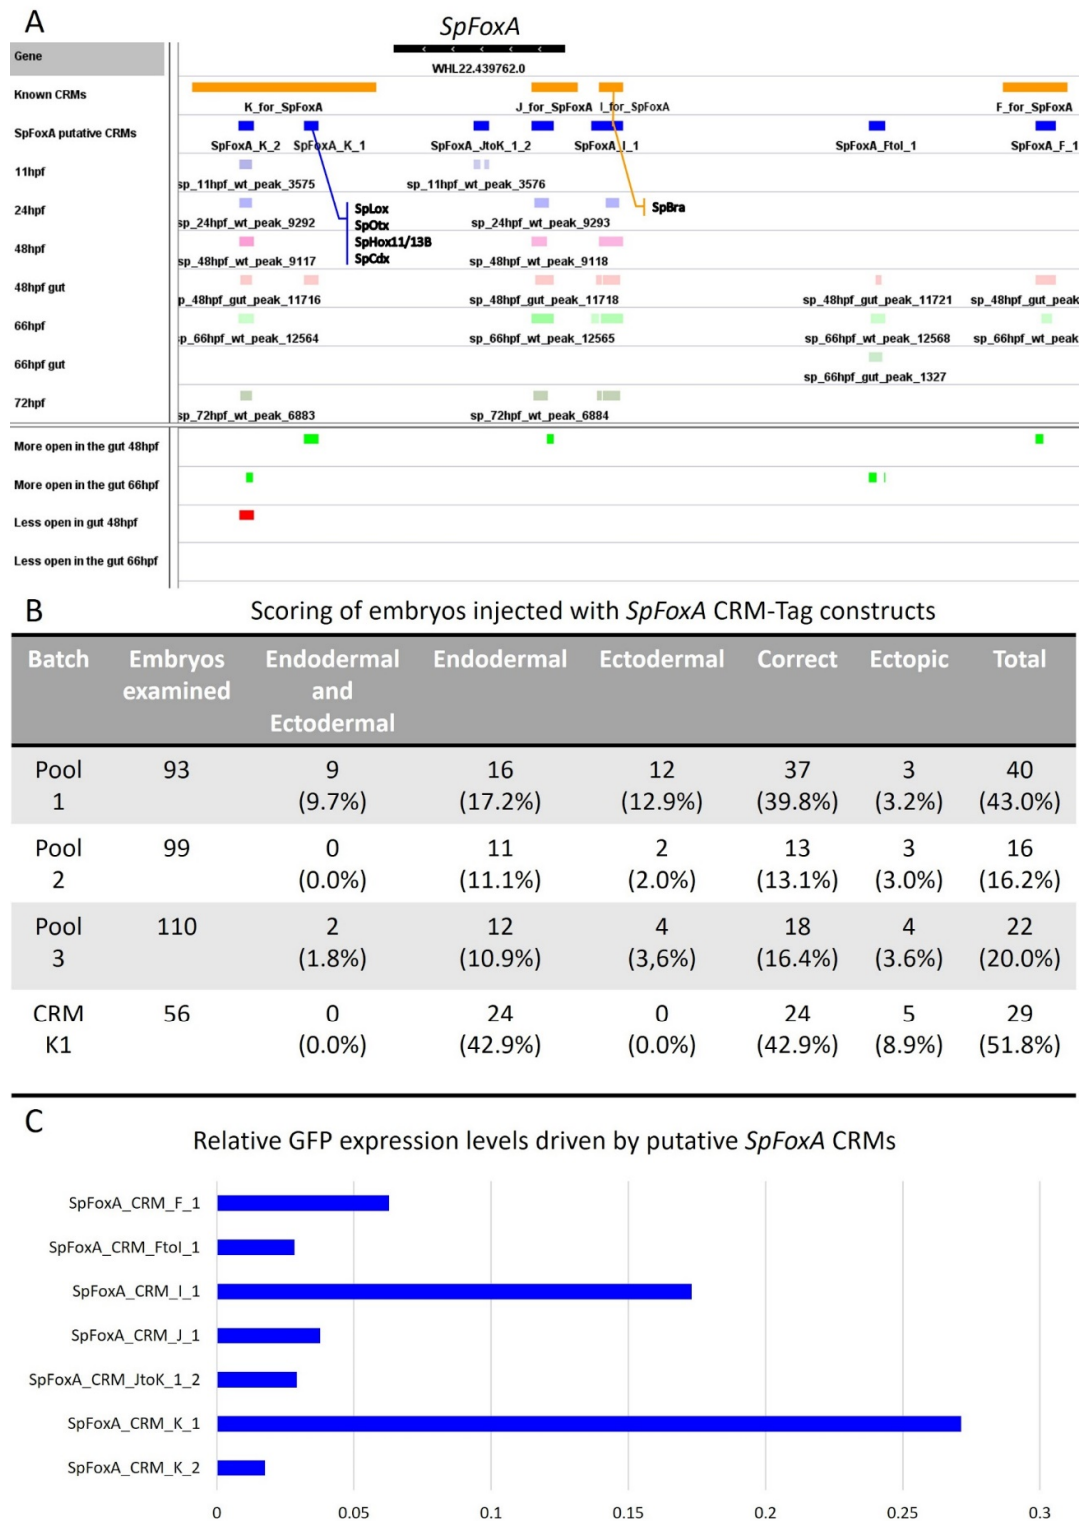 A
SpFoxA
Gene
WHL22.439762.0
Known CRMs
K_for_SpFoxA J_for_SpFoxA I_for_SpFoxA F_for_SpFoxA
SpFoxA putative CRMs
SpFoxA_K_2 SpFoxA_K_1 SpFoxA_JtoK_1_2 SpFoxA_I_1 SpFoxA_FtoI_1 SpFoxA_F_1
11hpf
sp_11hpf_wt_peak_3575 sp_11hpf_wt_peak_3576
24hpf
SpLox
SpBra
sp_24hpf_wt_peak_9292 sp_24hpf_wt_peak_9293
SpOtx
48hpf
SpHox11/13B
SpCdx
sp_48hpf_wt_peak_9117 sp_48hpf_wt_peak_9118
48hpf gut
p_48hpf_gut_peak_11716 sp_48hpf_gut_peak_11718 sp_48hpf_gut_peak_11721 sp_48hpf_gut_peak
66hpf
sp_66hpf_wt_peak_12564 sp_66hpf_wt_peak_12565 sp_66hpf_wt_peak_12568 sp_66hpf_wt_peak
66hpf gut
sp_66hpf_gut_peak_1327
72hpf
sp_72hpf_wt_peak_6883 sp_72hpf_wt_peak_6884
More open in the gut 48hpf
More open in the gut 66hpf
Less open in gut 48hpf
Less open in the gut 66hpf
B
Scoring of embryos injected with SpFoxA CRM-Tag constructs
Batch Embryos Endodermal Endodermal Ectodermal Correct Ectopic Total
examined and
Ectodermal
Pool 93 9 16 12 37 3 40
1 (9.7%) (17.2%) (12.9%) (39.8%) (3.2%) (43.0%)
Pool 99 0 11 2 13 3 16
2 (0.0%) (11.1%) (2.0%) (13.1%) (3.0%) (16.2%)
Pool 110 2 12 4 18 4 22
3 (1.8%) (10.9%) (3,6%) (16.4%) (3.6%) (20.0%)
CRM 56 0 24 0 24 5 29
K1 (0.0%) (42.9%) (0.0%) (42.9%) (8.9%) (51.8%)
C
Relative GFP expression levels driven by putative SpFoxA CRMs
SpFoxA_CRM_F_1
SpFoxA_CRM_FtoI_1
SpFoxA_CRM_I_1
SpFoxA_CRM_J_1
SpFoxA_CRM_JtoK_1_2
SpFoxA_CRM_K_1
SpFoxA_CRM_K_2
0 0.05 0.1 0.15 0.2 0.25 0.3